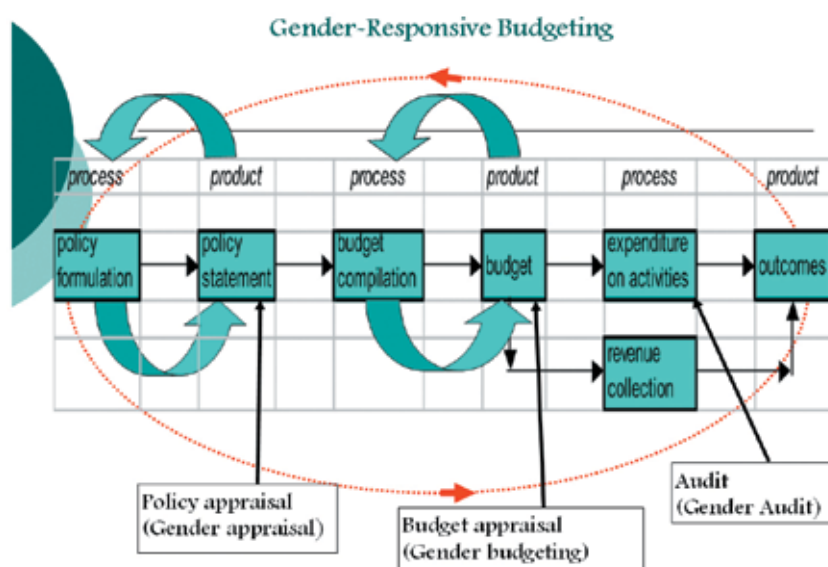 Gender-Responsive Budgeting
process product process product process product
policy formulation
policy statement
budget compilation
budget
expenditure on activities
outcomes
revenue collection
Policy appraisal
(Gender appraisal)
Budget appraisal
(Gender budgeting)
Audit
(Gender Audit)